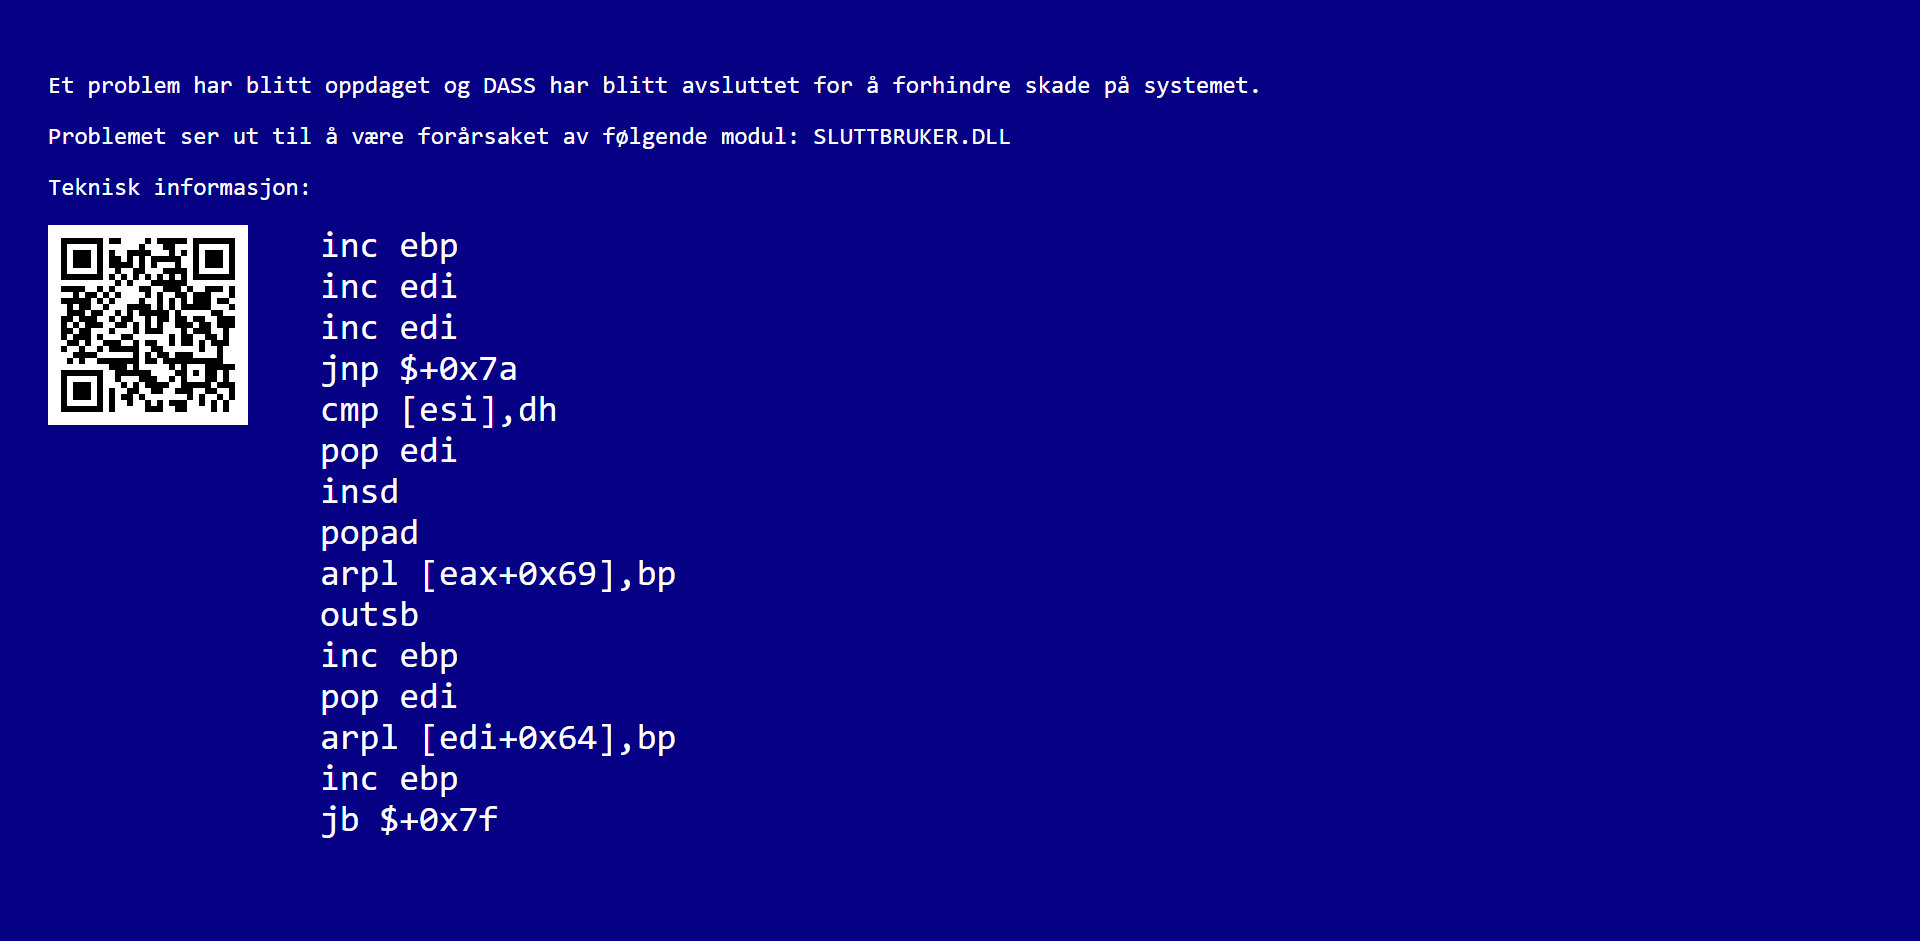 Et problem har blitt oppdaget og DASS har blitt avsluttet for å forhindre skade på systemet.
Problemet ser ut til å være forårsaket av følgende modul: SLUTTBRUKER.DLL
Teknisk informasjon:
inc ebp
inc edi
inc edi
jnp $+0x7a
cmp [esi],dh
pop edi
insd
popad
arpl [eax+0x69],bp
outsb
inc ebp
pop edi
arpl [edi+0x64],bp
inc ebp
jb $+0x7f